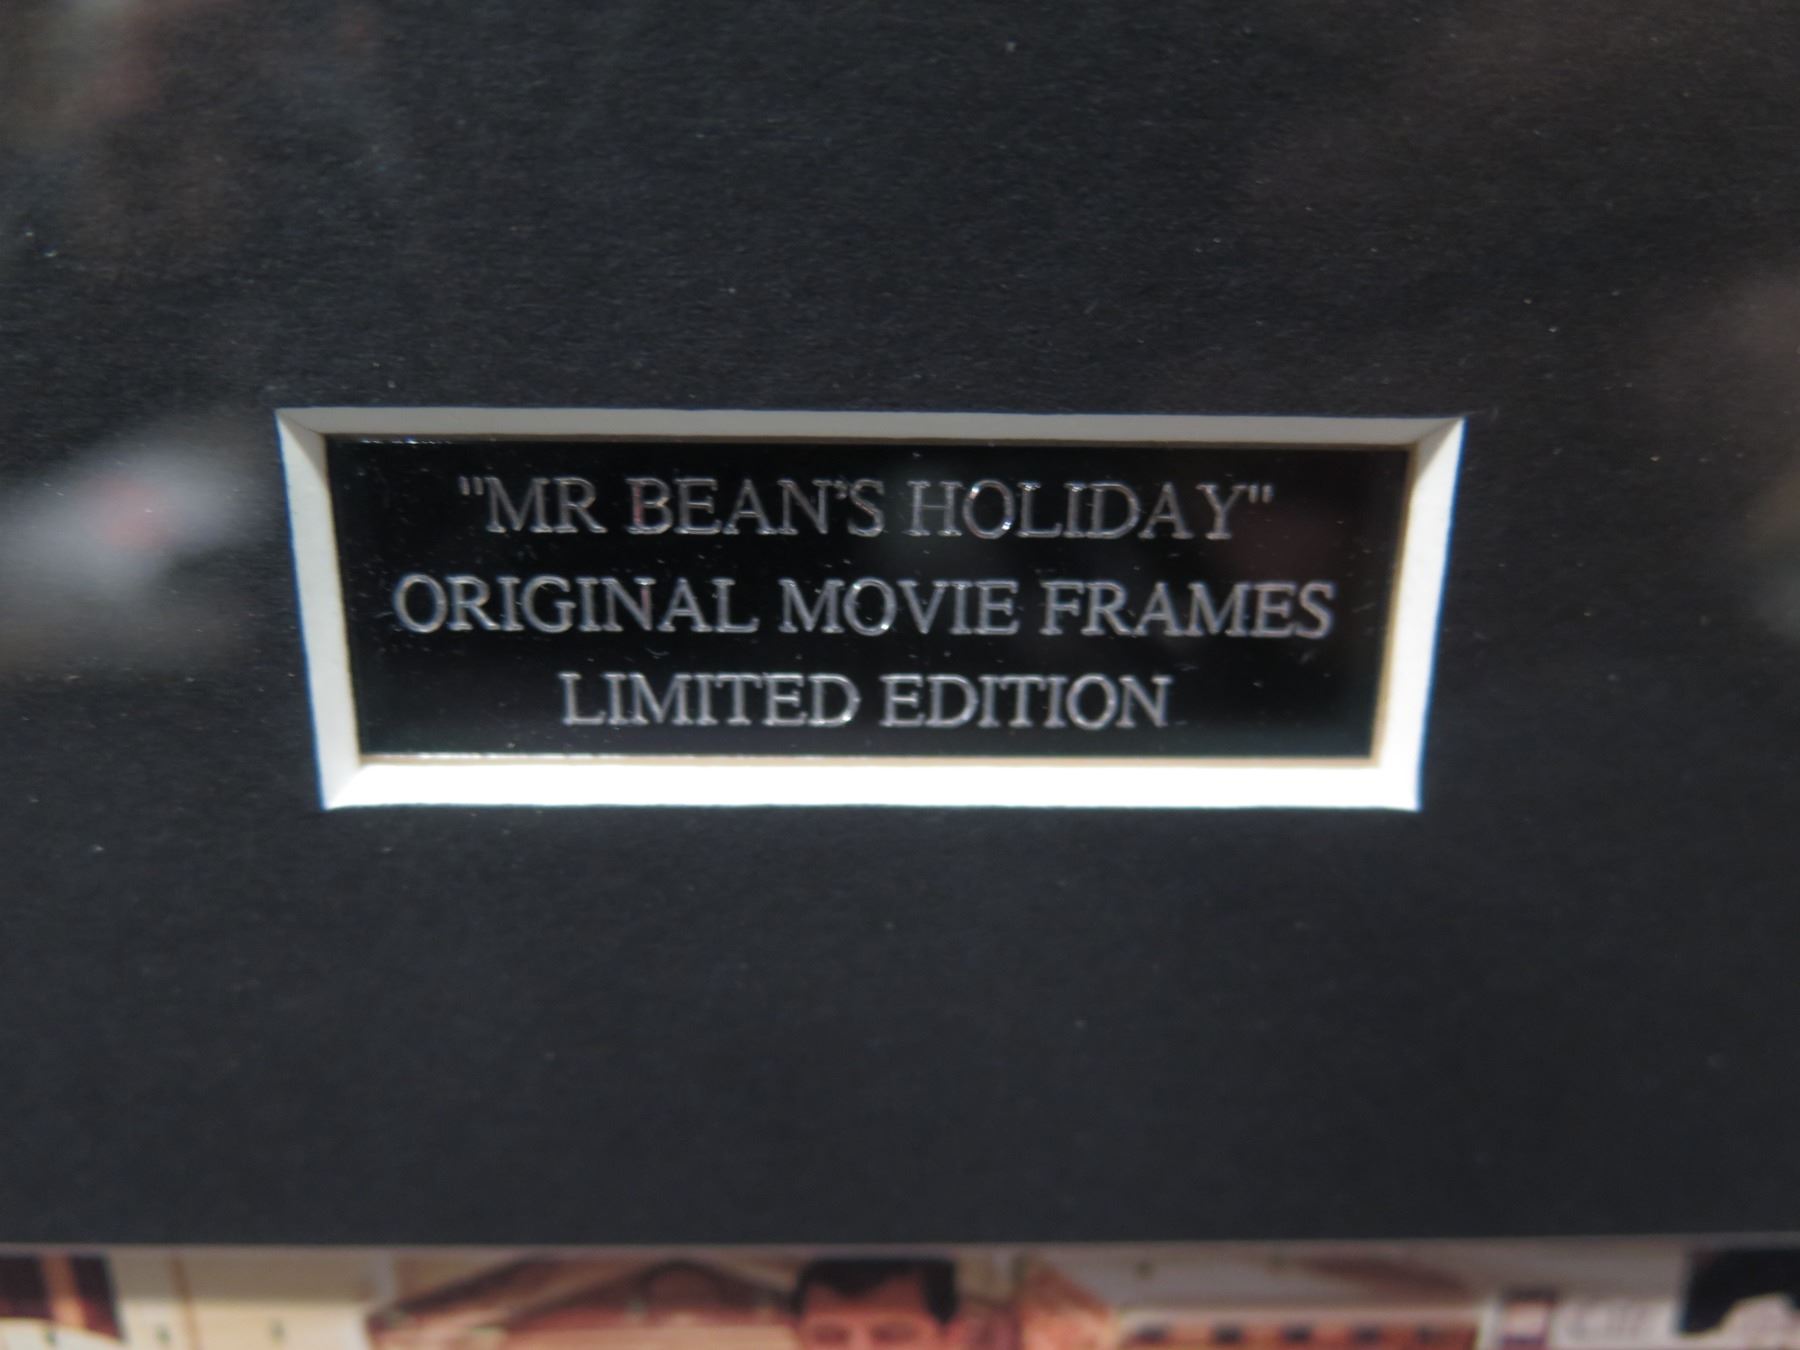 "MR BEAN'S HOLIDAY"
ORIGINAL MOVIE FRAMES
LIMITED EDITION